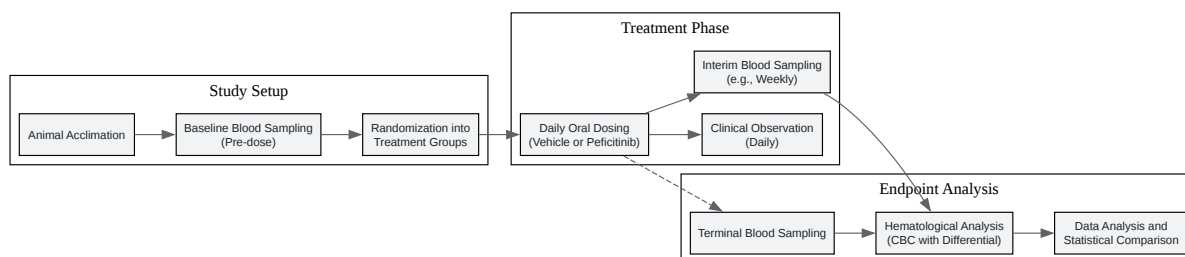 Study Setup
Animal Acclimation
Baseline Blood Sampling
(Pre-dose)
Randomization into
Treatment Groups
Treatment Phase
Daily Oral Dosing
(Vehicle or Peficitinib)
Interim Blood Sampling
(e.g., Weekly)
Clinical Observation
(Daily)
Endpoint Analysis
Terminal Blood Sampling
Hematological Analysis
(CBC with Differential)
Data Analysis and
Statistical Comparison